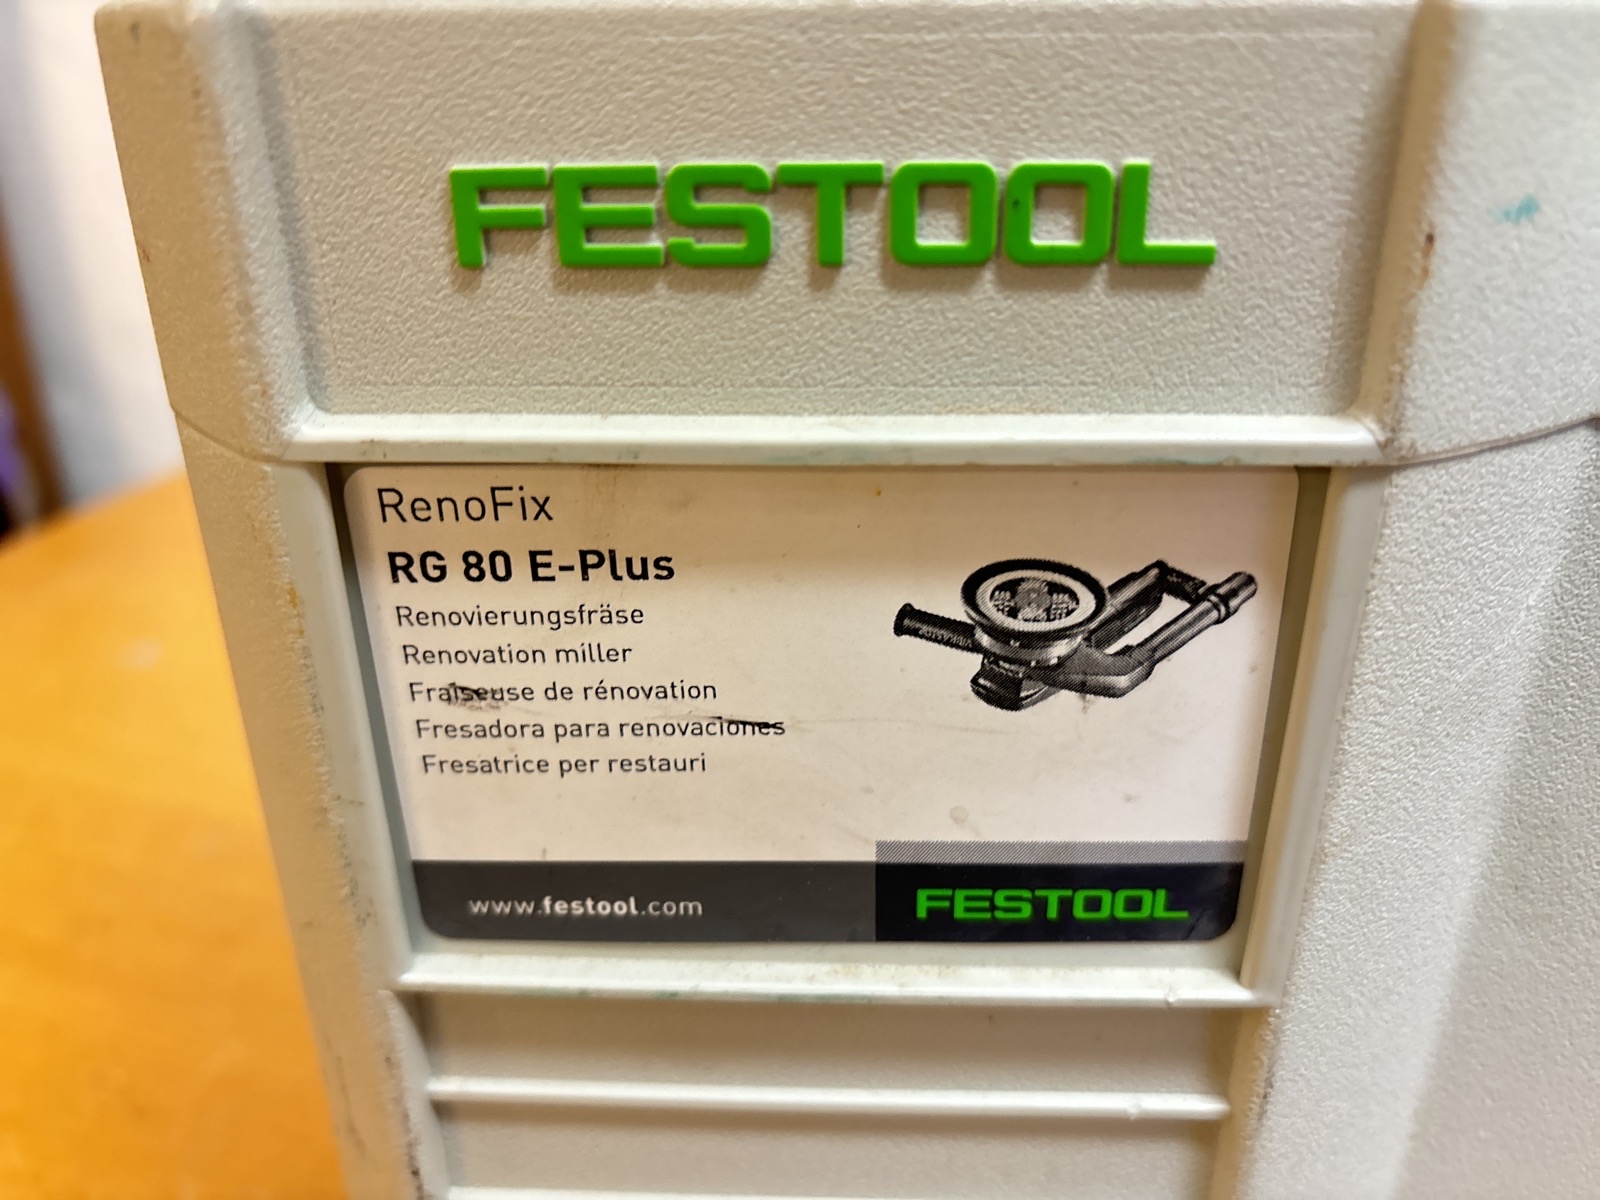 FESTOOL
RenoFix
RG 80 E-Plus
Renovierungsfräse
Renovation miller
Fraiseuse de rénovation
Fresadora para renovaciones
Fresatrice per restauri
www.festool.com
FESTOOL